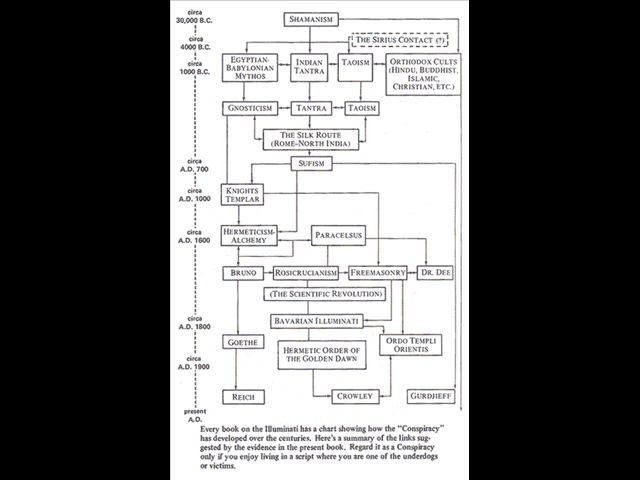 circa
30,000 B.C.
SHAMANISM
circa
4000 B.C.
THE SIRIUS CONTACT (?)
circa
1000 B.C.
EGYPTIAN-
BABYLONIAN
MYTHOS
INDIAN
TANTRA
TAOISM
ORTHODOX CULTS
(HINDU, BUDDHIST,
ISLAMIC,
CHRISTIAN, ETC.)
GNOSTICISM
TANTRA
TAOISM
THE SILK ROUTE
(ROME-NORTH INDIA)
circa
A.D. 700
SUFISM
circa
A.D. 1000
KNIGHTS
TEMPLAR
circa
A.D. 1600
HERMETICISM-
ALCHEMY
PARACELSUS
BRUNO
ROSICRUCIANISM
FREEMASONRY
DR. DEE
(THE SCIENTIFIC REVOLUTION)
circa
A.D. 1800
BAVARIAN ILLUMINATI
GOETHE
HERMETIC ORDER OF
THE GOLDEN DAWN
ORDO TEMPLI
ORIENTIS
circa
A.D. 1900
REICH
CROWLEY
GURDJIEFF
present
A.D.
Every book on the Illuminati has a chart showing how the "Conspiracy"
has developed over the centuries. Here's a summary of the links sug-
gested by the evidence in the present book. Regard it as a Conspiracy
only if you enjoy living in a script where you are one of the underdogs
or victims.